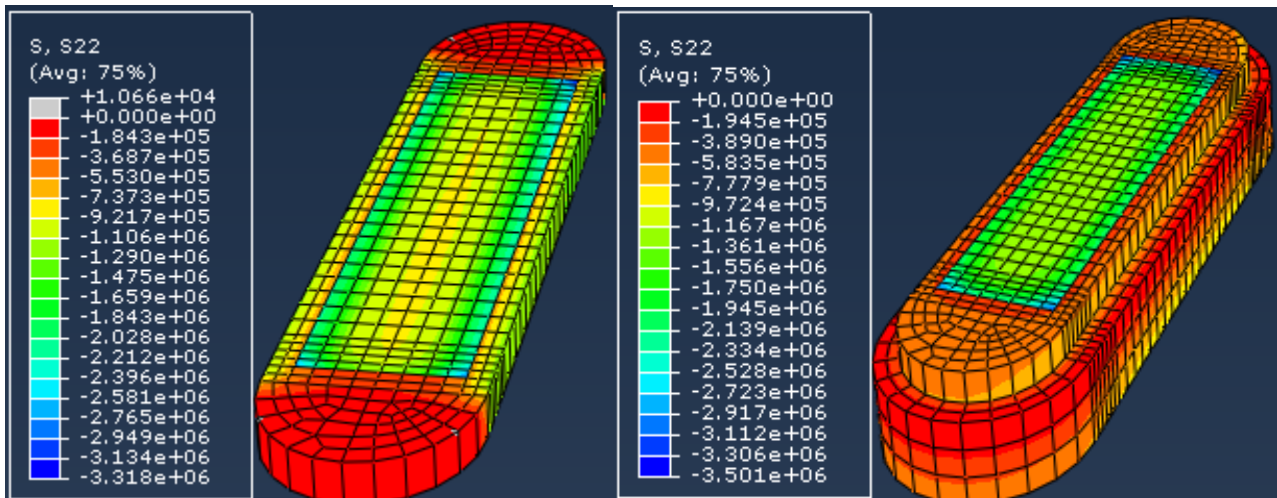 S, S22
(Avg: 75%)
+1.066e+04
+0.000e+00
-1.843e+05
-3.687e+05
-5.530e+05
-7.373e+05
-9.217e+05
-1.106e+06
-1.290e+06
-1.475e+06
-1.659e+06
-1.843e+06
-2.028e+06
-2.212e+06
-2.396e+06
-2.581e+06
-2.765e+06
-2.949e+06
-3.134e+06
-3.318e+06
S, S22
(Avg: 75%)
+0.000e+00
-1.945e+05
-3.890e+05
-5.835e+05
-7.779e+05
-9.724e+05
-1.167e+06
-1.361e+06
-1.556e+06
-1.750e+06
-1.945e+06
-2.139e+06
-2.334e+06
-2.528e+06
-2.723e+06
-2.917e+06
-3.112e+06
-3.306e+06
-3.501e+06